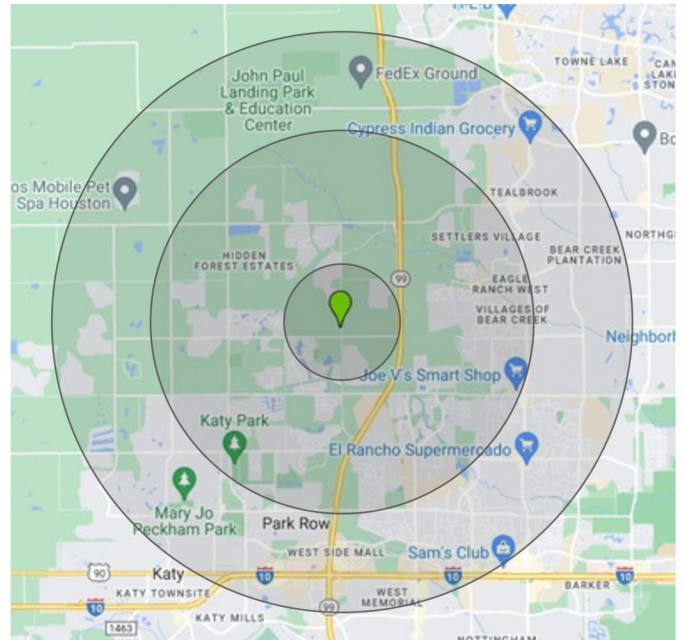 TOWNE LAKE
FedEx Ground
John Paul
Landing Park
& Education
Center
Cypress Indian Grocery
os Mobile Pet
Spa Houston
TEALBROOK
SETTLERS VILLAGE
NORTHG
BEAR CREEK
PLANTATION
HIDDEN
FOREST ESTATES
99
EAGLE
RANCH WEST
VILLAGES OF
BEAR CREEK
Neighborh
Joe V's Smart Shop
Katy Park
El Rancho Supermercado
Mary Jo
Peckham Park
Park Row
WEST SIDE MALL
Sam's Club
90
Katy
10
10
10
BARKER
KATY TOWNSITE
WEST
MEMORIAL
10
99
KATY MILLS
1463
NOTTINGHAM